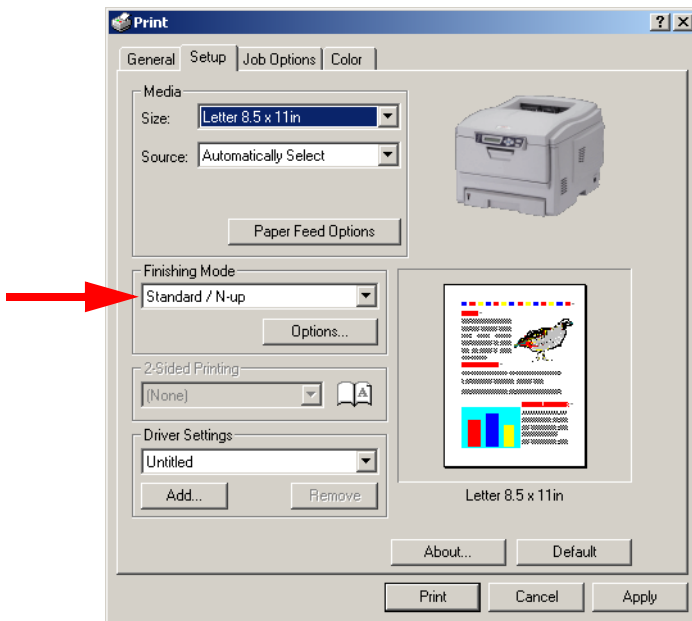 Print
General Setup Job Options Color
Media
Size: Letter 8.5 x 11in
Source: Automatically Select
Paper Feed Options
Finishing Mode
Standard / N-up
Options...
2-Sided Printing
(None)
A
Driver Settings
Untitled
Add... Remove
Letter 8.5 x 11in
About... Default
Print Cancel Apply